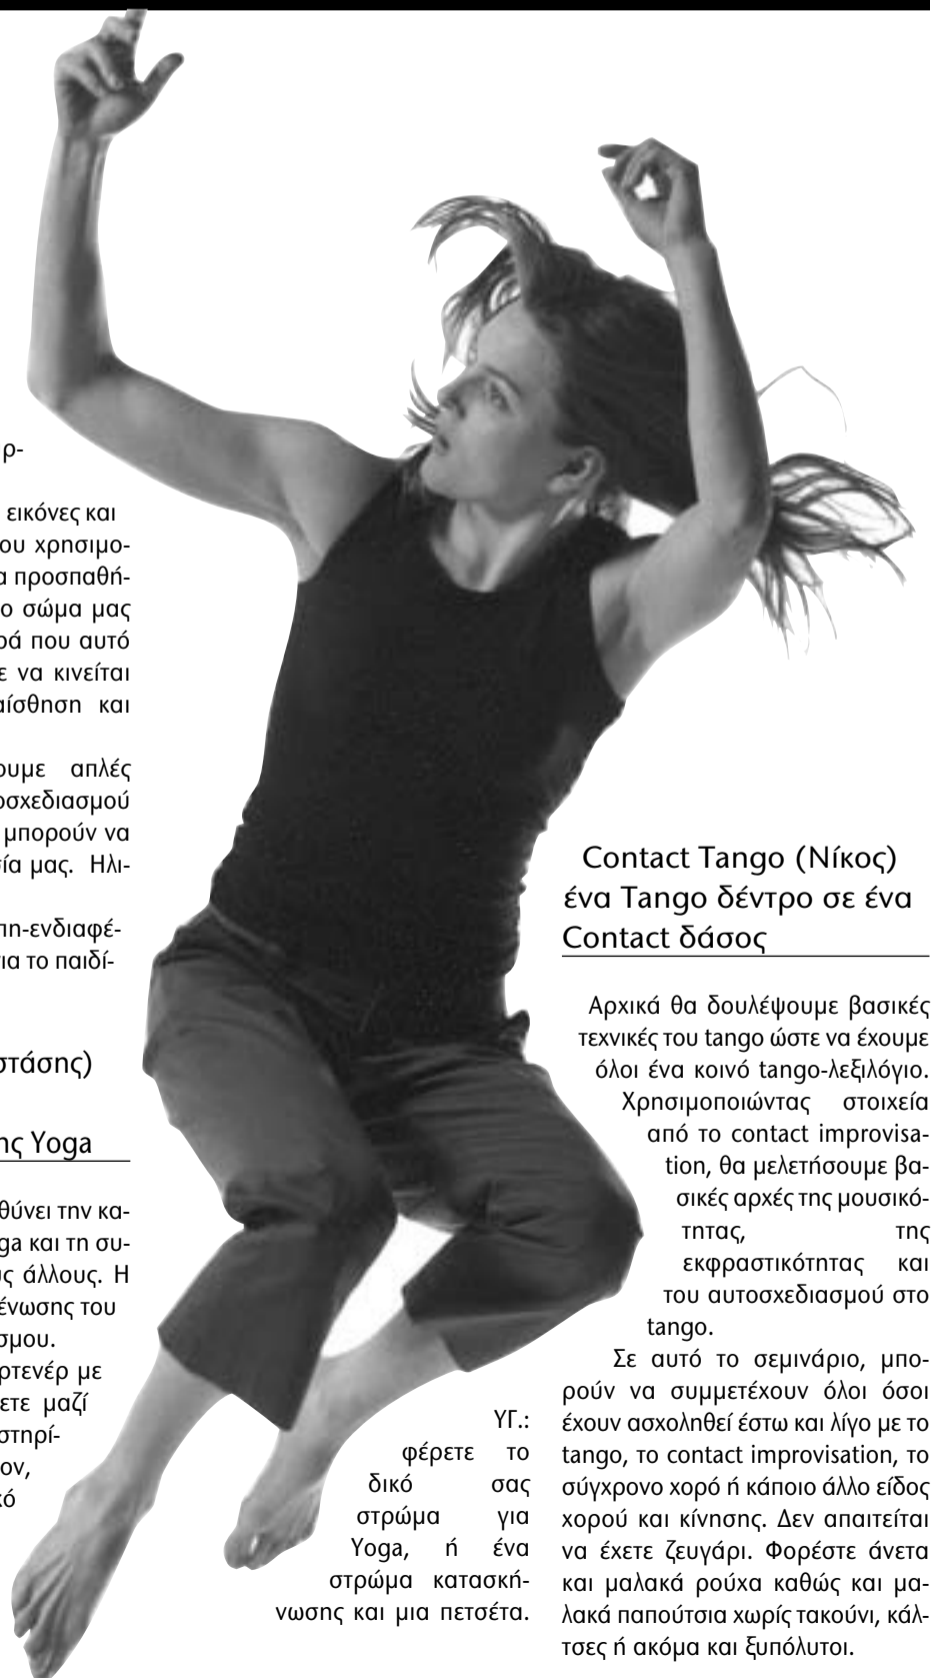 ρ-
εικόνες και
ου χρησιμο-
α προσπαθή-
ο σώμα μας
ρά που αυτό
ε να κινείται
αίσθηση και
ουμε απλές
οσχεδιασμού
μπορούν να
ία μας. Ηλι-
πη-ενδιαφέ-
ια το παιδί-
στάσης)
ης Yoga
θύνει την κα-
ga και τη συ-
υς άλλους. Η
ένωσης του
σμου.
ρτενέρ με
ετε μαζί
στηρί-
ον,
κό
ΥΓ.:
φέρετε το
δικό σας
στρώμα για
Yoga, ή ένα
στρώμα κατασκή-
νωσης και μια πετσέτα.
Contact Tango (Νίκος)
ένα Tango δέντρο σε ένα
Contact δάσος
Αρχικά θα δουλέψουμε βασικές
τεχνικές του tango ώστε να έχουμε
όλοι ένα κοινό tango-λεξιλόγιο.
Χρησιμοποιώντας στοιχεία
από το contact improvisa-
tion, θα μελετήσουμε βα-
σικές αρχές της μουσικό-
τητας, της
εκφραστικότητας και
του αυτοσχεδιασμού στο
tango.
Σε αυτό το σεμινάριο, μπο-
ρούν να συμμετέχουν όλοι όσοι
έχουν ασχοληθεί έστω και λίγο με το
tango, το contact improvisation, το
σύγχρονο χορό ή κάποιο άλλο είδος
χορού και κίνησης. Δεν απαιτείται
να έχετε ζευγάρι. Φορέστε άνετα
και μαλακά ρούχα καθώς και μα-
λακά παπούτσια χωρίς τακούνι, κάλ-
τσες ή ακόμα και ξυπόλυτοι.